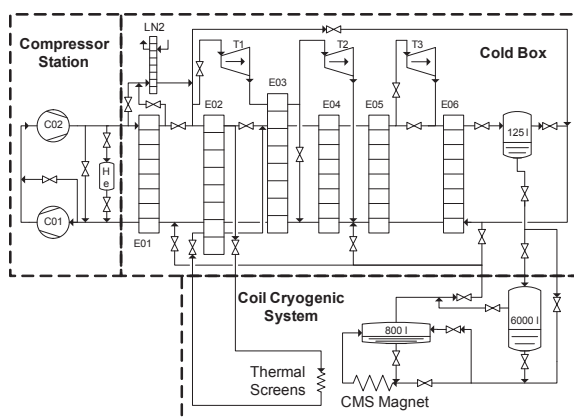 Compressor
Station
LN2
T1
T2
T3
Cold Box
E03
E02
E04
E05
E06
C02
125 l
H
e
C01
E01
Coil Cryogenic
System
800 l
6000 l
Thermal
Screens
CMS Magnet